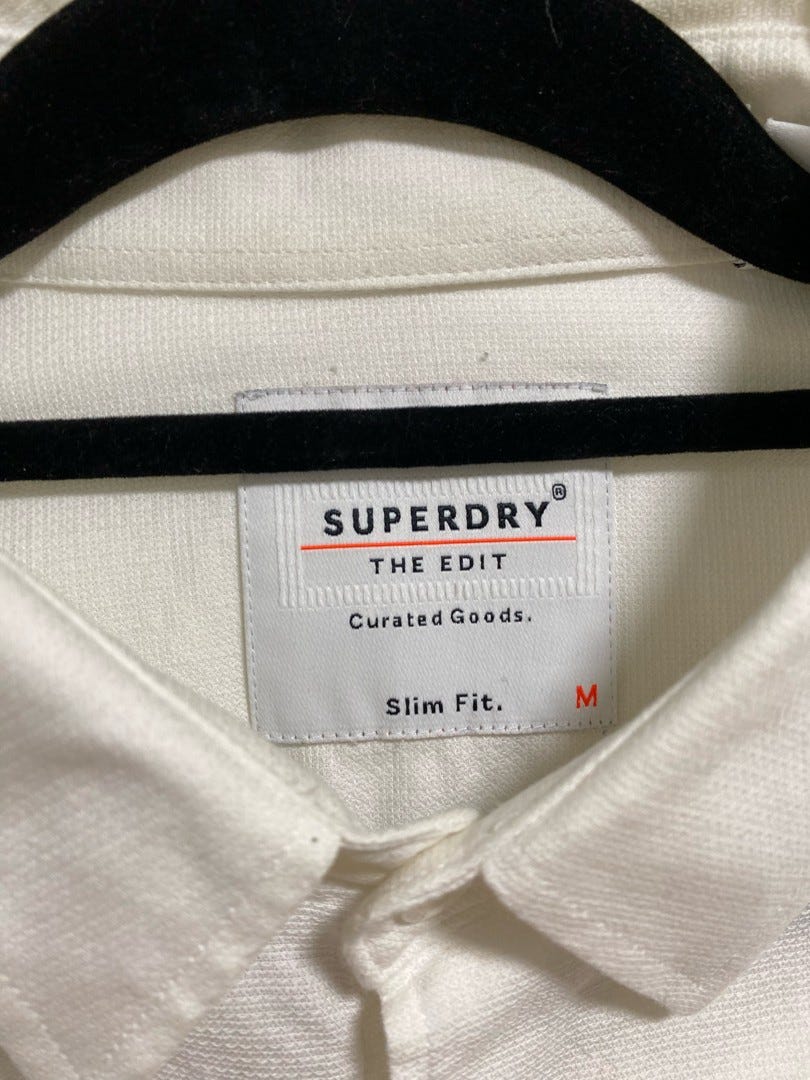 SUPERDRY®
THE EDIT
Curated Goods.
Slim Fit.
M